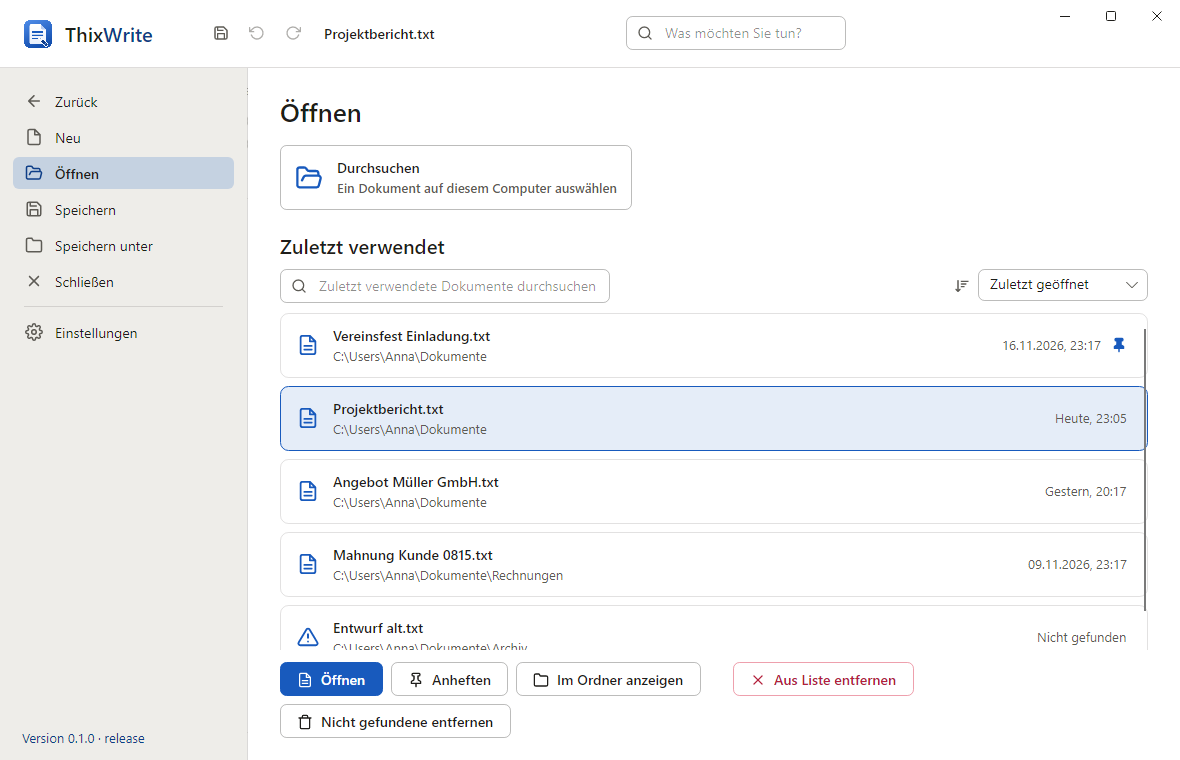 ThixWrite
Projektbericht.txt
Was möchten Sie tun?
Zurück
Neu
Öffnen
Speichern
Speichern unter
Schließen
Einstellungen
Version 0.1.0 · release
Öffnen
Durchsuchen
Ein Dokument auf diesem Computer auswählen
Zuletzt verwendet
Zuletzt verwendete Dokumente durchsuchen
Zuletzt geöffnet
Vereinsfest Einladung.txt
C:\Users\Anna\Dokumente
16.11.2026, 23:17
Projektbericht.txt
C:\Users\Anna\Dokumente
Heute, 23:05
Angebot Müller GmbH.txt
C:\Users\Anna\Dokumente
Gestern, 20:17
Mahnung Kunde 0815.txt
C:\Users\Anna\Dokumente\Rechnungen
09.11.2026, 23:17
Entwurf alt.txt
C:\Users\Anna\Dokumente\Archiv
Nicht gefunden
Öffnen
Anheften
Im Ordner anzeigen
Aus Liste entfernen
Nicht gefundene entfernen